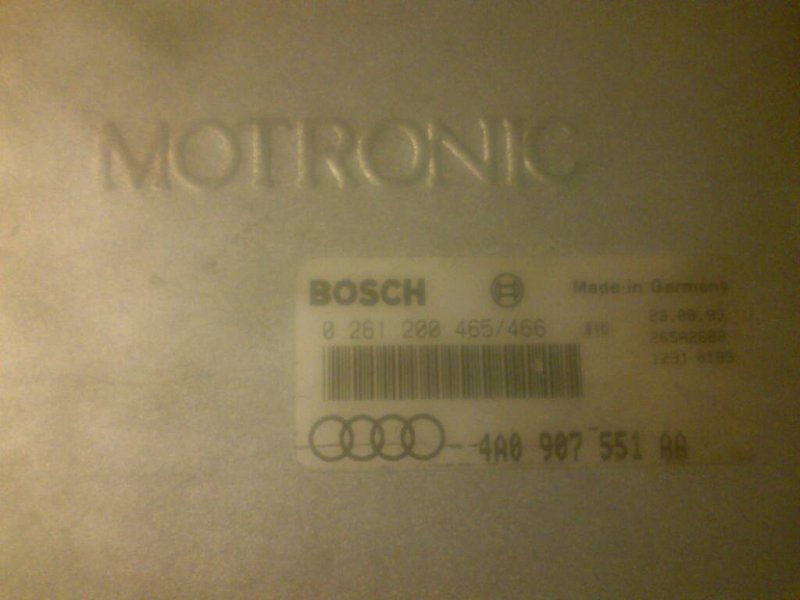 MOTRONIC
BOSCH
Made in Germany
0 261 200 465/466
4A0 907 551 AA